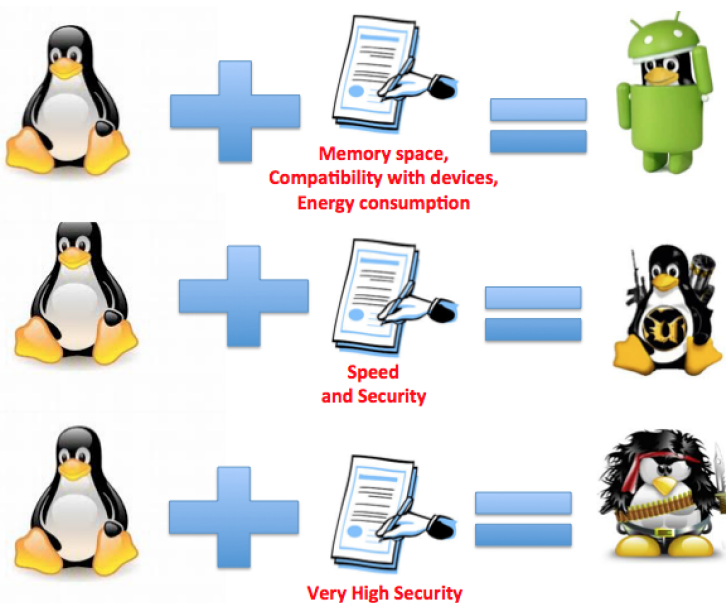 Memory space,
Compatibility with devices,
Energy consumption
Speed
and Security
Very High Security